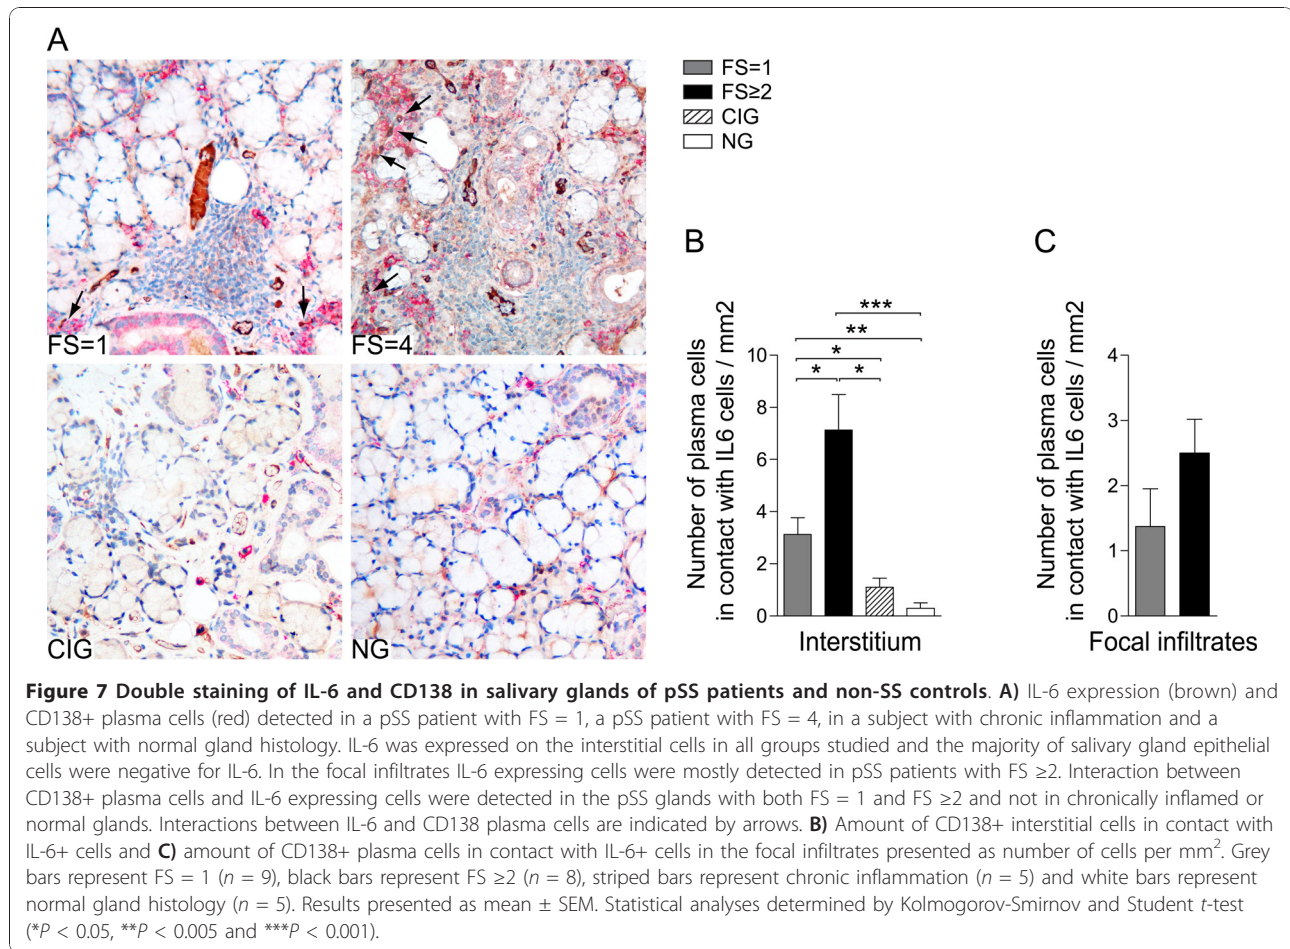 A
FS=1
FS=4
CIG
NG
FS=1
FS≥2
CIG
NG
B
Number of plasma cells
in contact with IL6 cells / mm2
10
8
6
4
2
0
***
**
*
*
*
Interstitium
C
Number of plasma cells
in contact with IL6 cells / mm2
4
3
2
1
0
Focal infiltrates
Figure 7 Double staining of IL-6 and CD138 in salivary glands of pSS patients and non-SS controls. A) IL-6 expression (brown) and
CD138+ plasma cells (red) detected in a pSS patient with FS = 1, a pSS patient with FS = 4, in a subject with chronic inflammation and a
subject with normal gland histology. IL-6 was expressed on the interstitial cells in all groups studied and the majority of salivary gland epithelial
cells were negative for IL-6. In the focal infiltrates IL-6 expressing cells were mostly detected in pSS patients with FS ≥2. Interaction between
CD138+ plasma cells and IL-6 expressing cells were detected in the pSS glands with both FS = 1 and FS ≥2 and not in chronically inflamed or
normal glands. Interactions between IL-6 and CD138 plasma cells are indicated by arrows. B) Amount of CD138+ interstitial cells in contact with
IL-6+ cells and C) amount of CD138+ plasma cells in contact with IL-6+ cells in the focal infiltrates presented as number of cells per mm². Grey
bars represent FS = 1 (n = 9), black bars represent FS ≥2 (n = 8), striped bars represent chronic inflammation (n = 5) and white bars represent
normal gland histology (n = 5). Results presented as mean ± SEM. Statistical analyses determined by Kolmogorov-Smirnov and Student t-test
(*P < 0.05, **P < 0.005 and ***P < 0.001).